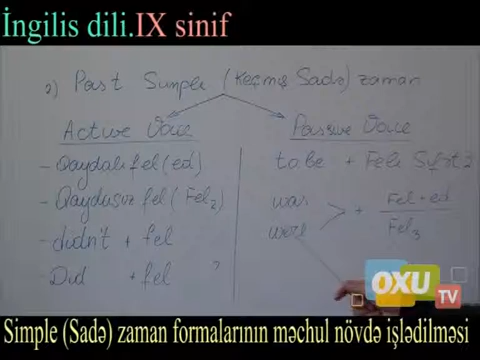 İngilis dili.IX sinif
2) Past Simple (Keçmiş Sadə) zaman
Active Voice
- Qaydalı fel (ed)
- Qaydasız fel (Fel2)
- didn't + fel
- Did + fel ?
Passive Voice
to be + Feli Sifət 2
was
were
> + Fel+ed
Fel3
OXU
TV
Simple (Sadə) zaman formalarının məchul növdə işlədilməsi